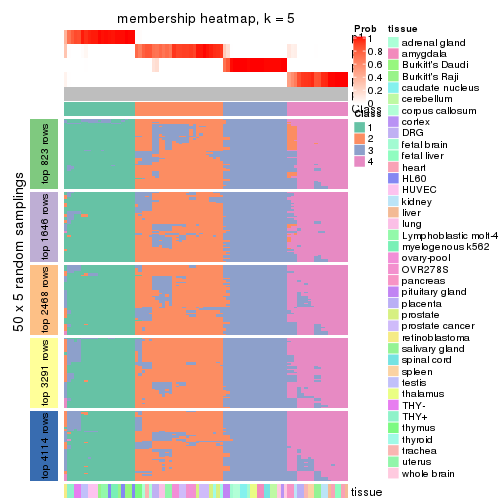 membership heatmap, k = 5
Prob
1
0.8
0.6
0.4
0.2
0
Class
Class
1
2
3
4
50 x 5 random samplings
top 823 rows
top 1646 rows
top 2468 rows
top 3291 rows
top 4114 rows
tissue
tissue
adrenal gland
amygdala
Burkitt's Daudi
Burkitt's Raji
caudate nucleus
cerebellum
corpus callosum
cortex
DRG
fetal brain
fetal liver
heart
HL60
HUVEC
kidney
liver
lung
Lymphoblastic molt-4
myelogenous k562
ovary-pool
OVR278S
pancreas
pituitary gland
placenta
prostate
prostate cancer
retinoblastoma
salivary gland
spinal cord
spleen
testis
thalamus
THY-
THY+
thymus
thyroid
trachea
uterus
whole brain